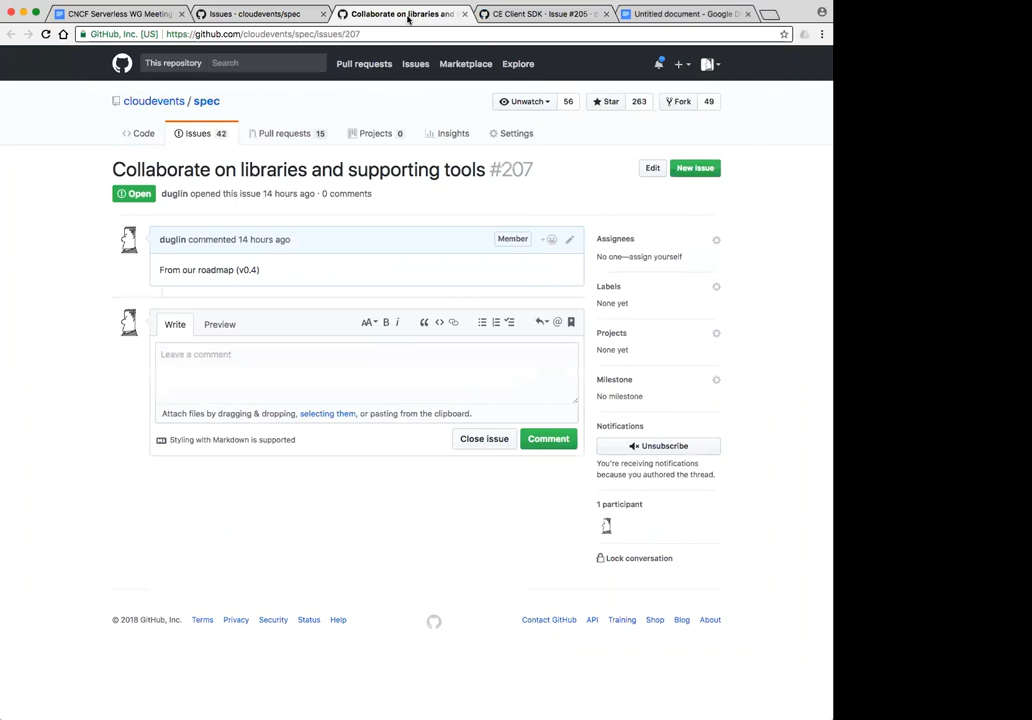 CNCF Serverless WG Meeting
Issues · cloudevents/spec
Collaborate on libraries and
CE Client SDK · Issue #205 · c
Untitled document - Google D
GitHub, Inc. [US] https://github.com/cloudevents/spec/issues/207
This repository Search
Pull requests Issues Marketplace Explore
cloudevents / spec
Unwatch 56 Star 263 Fork 49
Code Issues 42 Pull requests 15 Projects 0 Insights Settings
Collaborate on libraries and supporting tools #207
Edit New issue
Open duglin opened this issue 14 hours ago · 0 comments
duglin commented 14 hours ago
Member
From our roadmap (v0.4)
Write Preview
AA B i
Leave a comment
Attach files by dragging & dropping, selecting them, or pasting from the clipboard.
Styling with Markdown is supported
Close issue Comment
Assignees
No one—assign yourself
Labels
None yet
Projects
None yet
Milestone
No milestone
Notifications
Unsubscribe
You're receiving notifications
because you authored the thread.
1 participant
Lock conversation
© 2018 GitHub, Inc. Terms Privacy Security Status Help
Contact GitHub API Training Shop Blog About